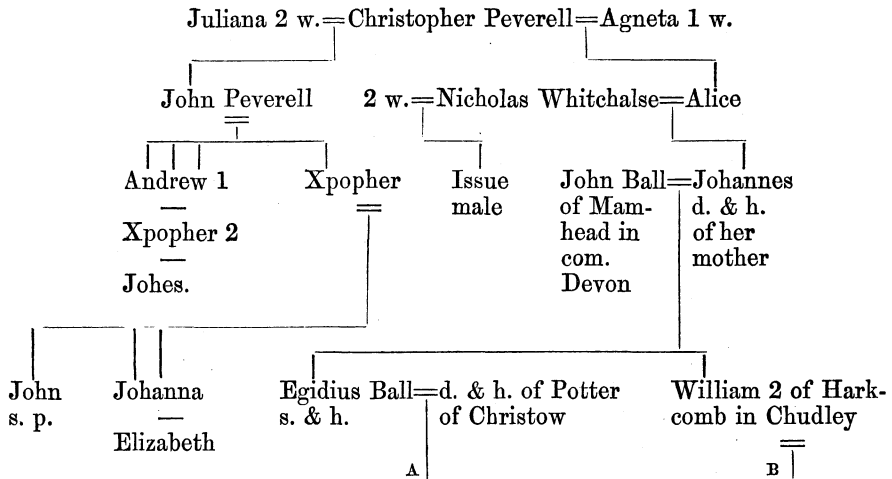 Juliana 2 w.=Christopher Peverell=Agneta 1 w.
John Peverell
2 w.=Nicholas Whitchalse=Alice
Andrew 1
Xpopher 2
Johes.
Xpopher
Issue
male
John Ball=Johannes
of Mam-
head in
com.
Devon
d. & h.
of her
mother
John
s. p.
Johanna
Elizabeth
Egidius Ball=d. & h. of Potter
s. & h.
of Christow
William 2 of Hark-
comb in Chudley
A
B